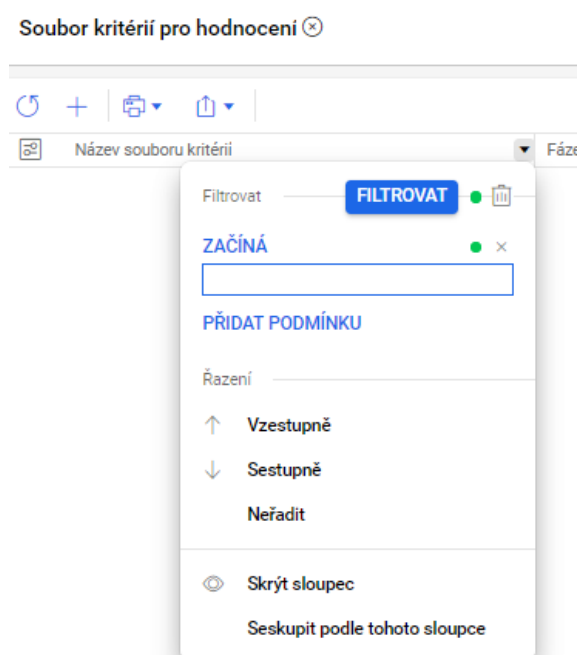 Soubor kritérií pro hodnocení
Název souboru kritérií
Filtrovat FILTROVAT
ZAČÍNÁ
PŘIDAT PODMÍNKU
Řazení
Vzestupně
Sestupně
Neřadit
Skrýt sloupec
Seskupit podle tohoto sloupce